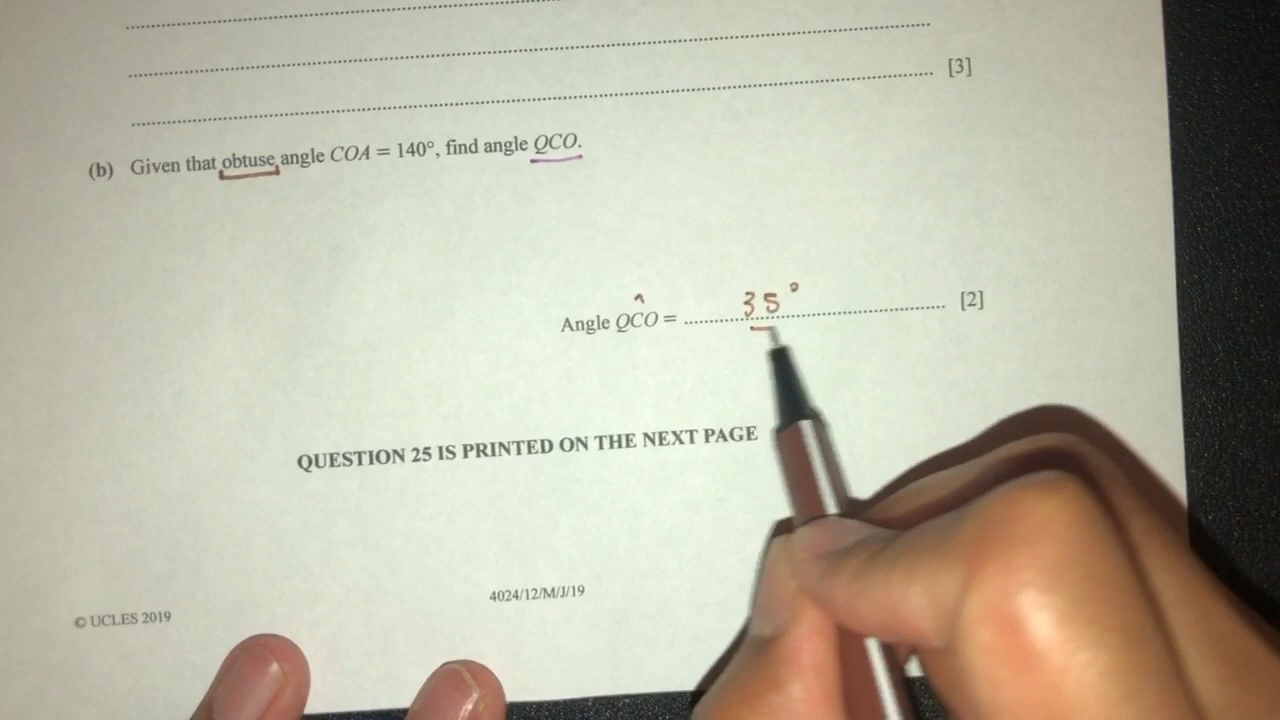 [3]
(b) Given that obtuse angle COA = 140°, find angle QCO.
Angle QCO = 35° [2]
QUESTION 25 IS PRINTED ON THE NEXT PAGE
© UCLES 2019
4024/12/M/J/19